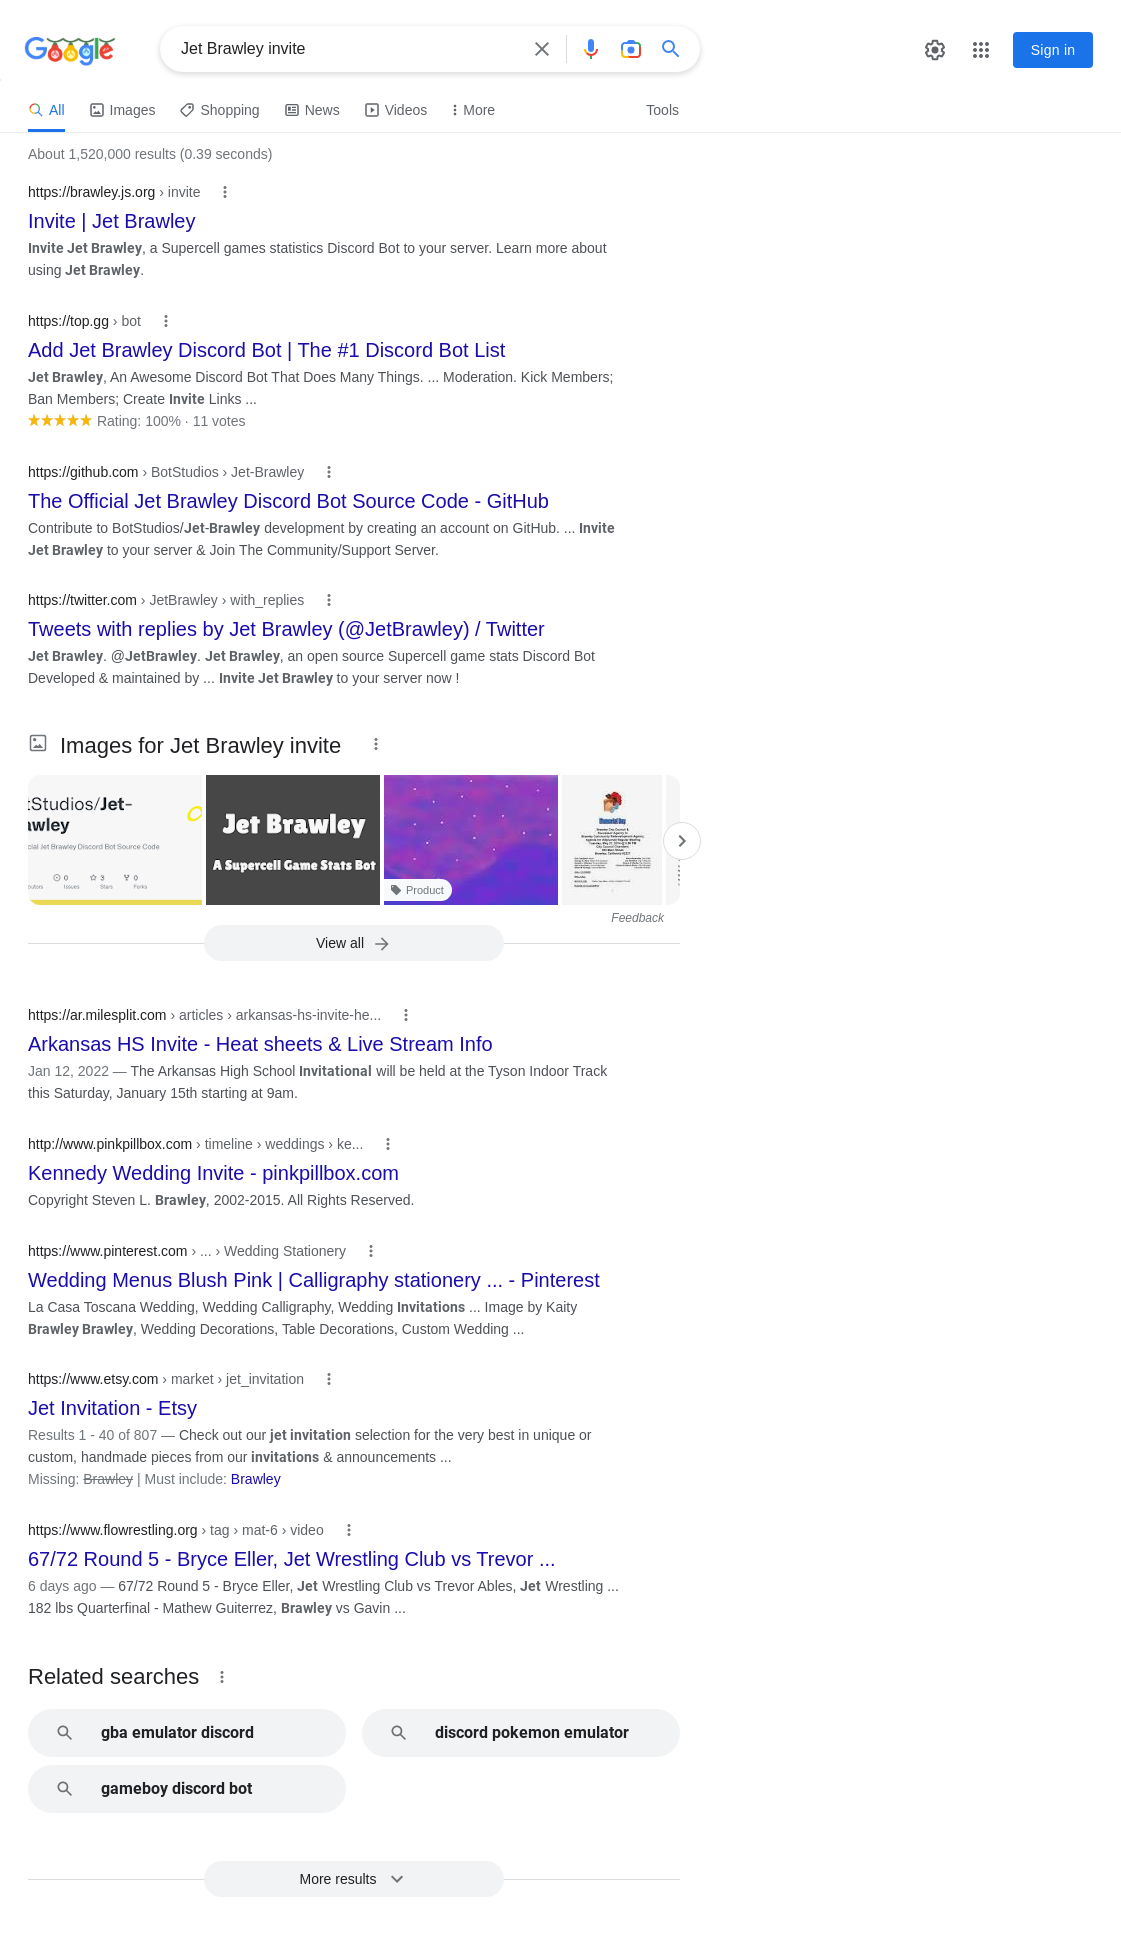 Google
Jet Brawley invite
Sign in
All
Images
Shopping
News
Videos
More
Tools
About 1,520,000 results (0.39 seconds)
https://brawley.js.org › invite
Invite | Jet Brawley
Invite Jet Brawley, a Supercell games statistics Discord Bot to your server. Learn more about
using Jet Brawley.
https://top.gg › bot
Add Jet Brawley Discord Bot | The #1 Discord Bot List
Jet Brawley, An Awesome Discord Bot That Does Many Things. ... Moderation. Kick Members;
Ban Members; Create Invite Links ...
Rating: 100% · 11 votes
https://github.com › BotStudios › Jet-Brawley
The Official Jet Brawley Discord Bot Source Code - GitHub
Contribute to BotStudios/Jet-Brawley development by creating an account on GitHub. ... Invite
Jet Brawley to your server & Join The Community/Support Server.
https://twitter.com › JetBrawley › with_replies
Tweets with replies by Jet Brawley (@JetBrawley) / Twitter
Jet Brawley. @JetBrawley. Jet Brawley, an open source Supercell game stats Discord Bot
Developed & maintained by ... Invite Jet Brawley to your server now !
Images for Jet Brawley invite
tStudios/Jet-
awley
cial Jet Brawley Discord Bot Source Code
0
3
0
utors
Issues
Stars
Forks
Jet Brawley
A Supercell Game Stats Bot
Product
Memorial Day
Feedback
View all
https://ar.milesplit.com › articles › arkansas-hs-invite-he...
Arkansas HS Invite - Heat sheets & Live Stream Info
Jan 12, 2022 — The Arkansas High School Invitational will be held at the Tyson Indoor Track
this Saturday, January 15th starting at 9am.
http://www.pinkpillbox.com › timeline › weddings › ke...
Kennedy Wedding Invite - pinkpillbox.com
Copyright Steven L. Brawley, 2002-2015. All Rights Reserved.
https://www.pinterest.com › ... › Wedding Stationery
Wedding Menus Blush Pink | Calligraphy stationery ... - Pinterest
La Casa Toscana Wedding, Wedding Calligraphy, Wedding Invitations ... Image by Kaity
Brawley Brawley, Wedding Decorations, Table Decorations, Custom Wedding ...
https://www.etsy.com › market › jet_invitation
Jet Invitation - Etsy
Results 1 - 40 of 807 — Check out our jet invitation selection for the very best in unique or
custom, handmade pieces from our invitations & announcements ...
Missing: Brawley | Must include: Brawley
https://www.flowrestling.org › tag › mat-6 › video
67/72 Round 5 - Bryce Eller, Jet Wrestling Club vs Trevor ...
6 days ago — 67/72 Round 5 - Bryce Eller, Jet Wrestling Club vs Trevor Ables, Jet Wrestling ...
182 lbs Quarterfinal - Mathew Guiterrez, Brawley vs Gavin ...
Related searches
gba emulator discord
discord pokemon emulator
gameboy discord bot
More results